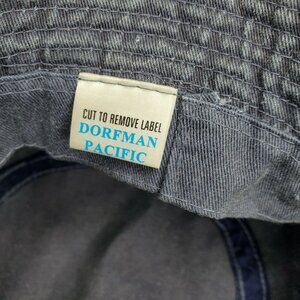 CUT TO REMOVE LABEL
DORFMAN
PACIFIC